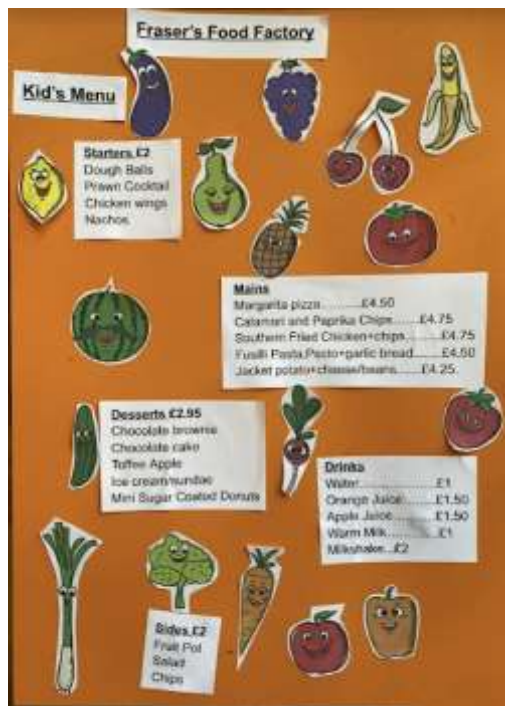 Fraser's Food Factory
Kid's Menu
Starters £2
Dough Balls
Prawn Cocktail
Chicken wings
Nachos
Mains
Margarita pizza............£4.50
Calamari and Paprika Chips.......£4.75
Southern Fried Chicken+chips.........£4.75
Fusilli Pasta,Pesto+garlic bread........£4.50
Jacket potato+cheese/beans.......£4.25
Desserts £2.95
Chocolate brownie
Chocolate cake
Toffee Apple
Ice cream/sundae
Mini Sugar Coated Donuts
Drinks
Water...................£1
Orange Juice........£1.50
Apple Juice...........£1.50
Warm Milk.............£1
Milkshake...£2
Sides £2
Fruit Pot
Salad
Chips